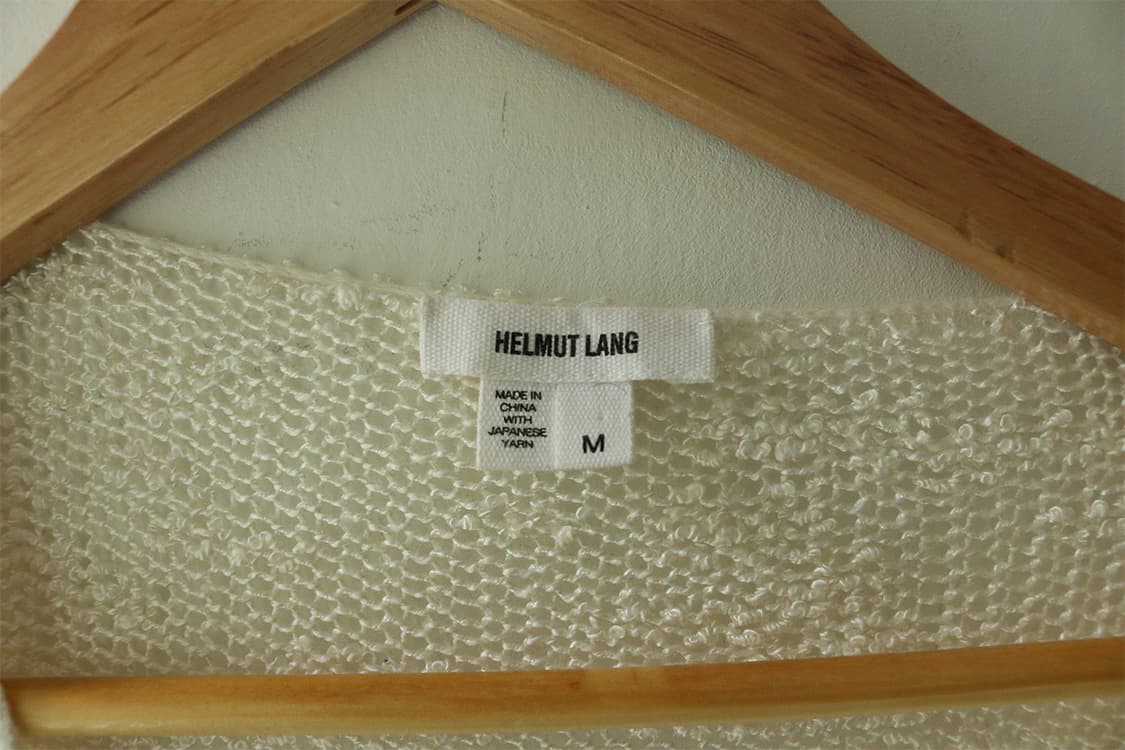 HELMUT LANG
MADE IN
CHINA
WITH
JAPANESE
YARN
M